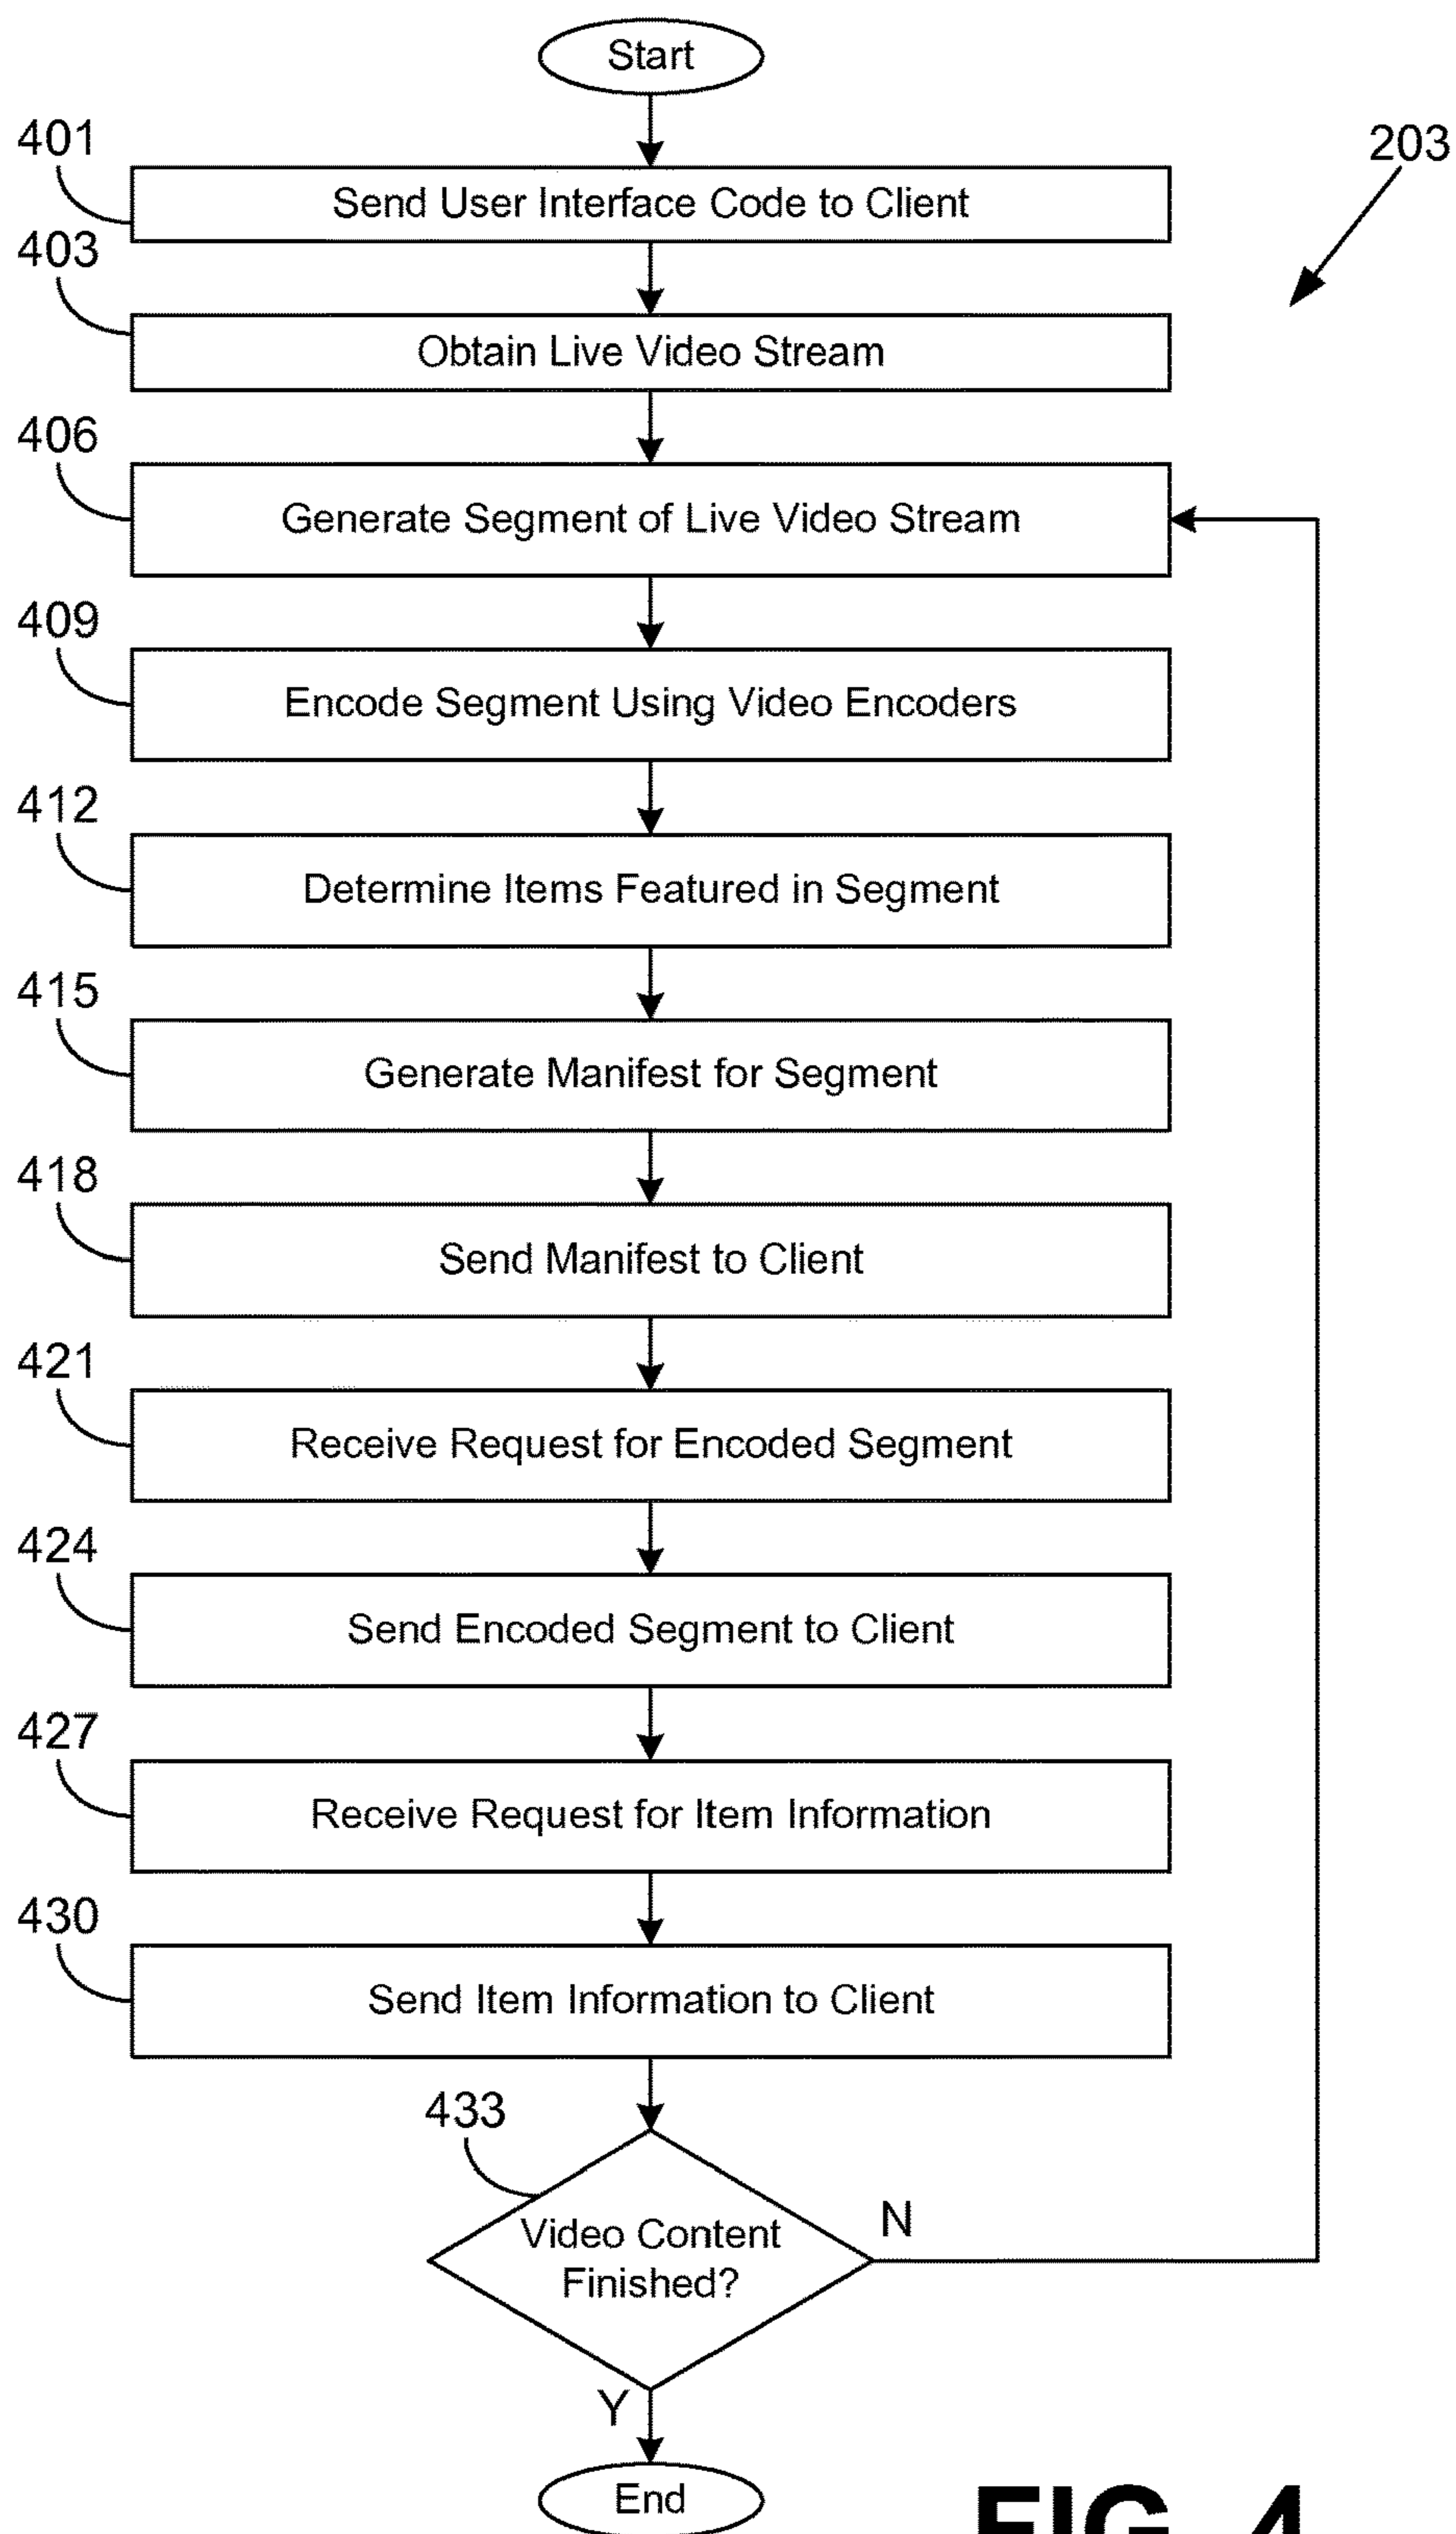 Start
401
203
Send User Interface Code to Client
403
Obtain Live Video Stream
406
Generate Segment of Live Video Stream
409
Encode Segment Using Video Encoders
412
Determine Items Featured in Segment
415
Generate Manifest for Segment
418
Send Manifest to Client
421
Receive Request for Encoded Segment
424
Send Encoded Segment to Client
427
Receive Request for Item Information
430
Send Item Information to Client
433
Video Content
Finished?
N
Y
End
FIG. 4